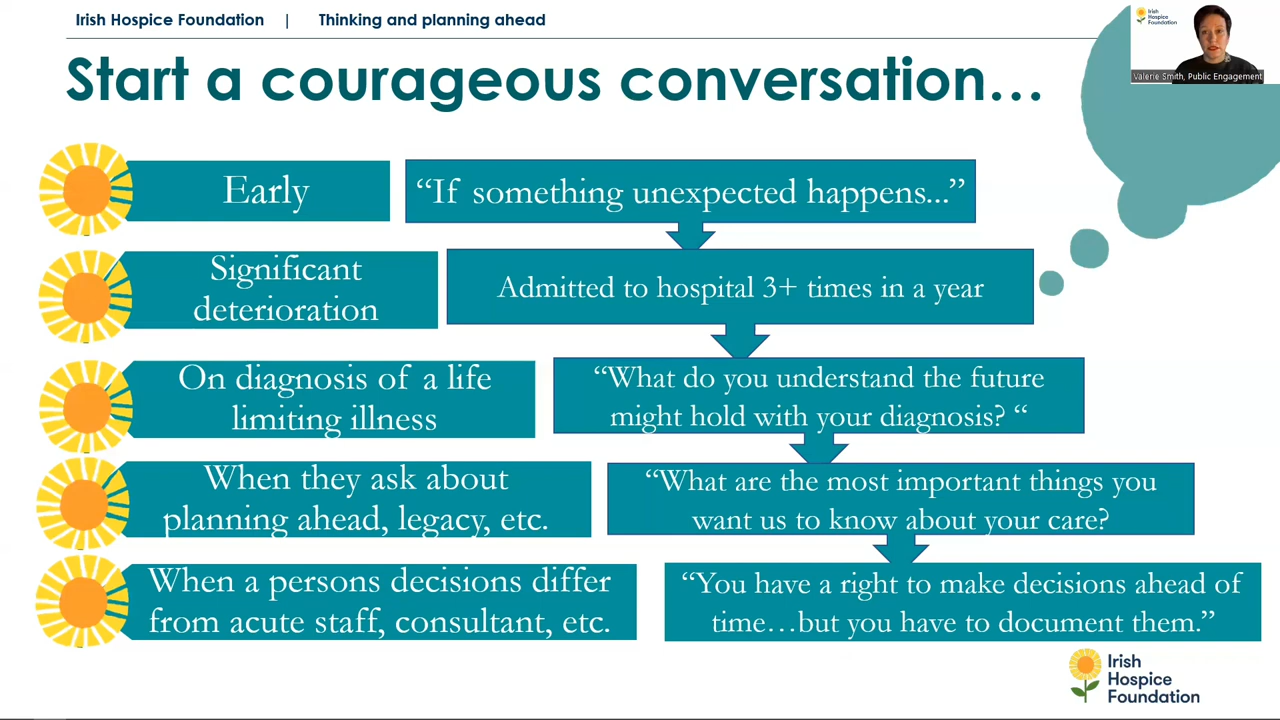 Irish Hospice Foundation | Thinking and planning ahead
Start a courageous conversation…
Irish
Hospice
Foundation
Valerie Smith, Public Engagement
Early
“If something unexpected happens...”
Significant
deterioration
Admitted to hospital 3+ times in a year
On diagnosis of a life
limiting illness
“What do you understand the future
might hold with your diagnosis? “
When they ask about
planning ahead, legacy, etc.
“What are the most important things you
want us to know about your care?
When a persons decisions differ
from acute staff, consultant, etc.
“You have a right to make decisions ahead of
time…but you have to document them.”
Irish
Hospice
Foundation